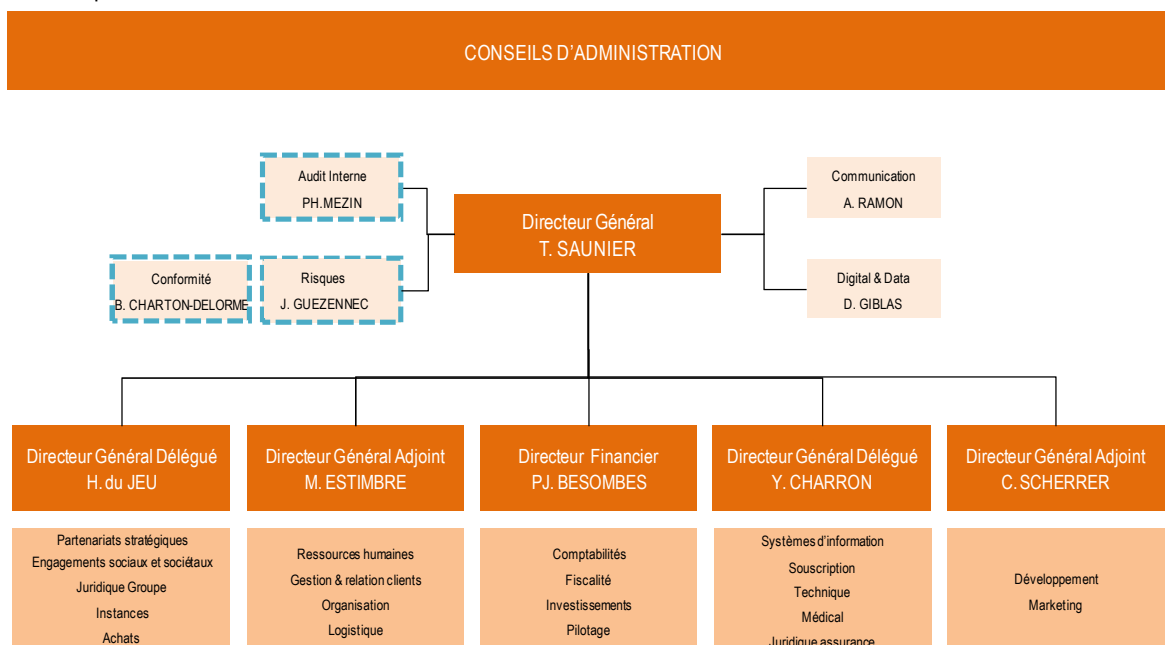 CONSEILS D'ADMINISTRATION
Audit Interne
PH.MEZIN
Communication
A. RAMON
Directeur Général
T. SAUNIER
Conformité
B. CHARTON-DELORME
Risques
J. GUEZENNEC
Digital & Data
D. GIBLAS
Directeur Général Délégué
H. du JEU
Directeur Général Adjoint
M. ESTIMBRE
Directeur Financier
PJ. BESOMBES
Directeur Général Délégué
Y. CHARRON
Directeur Général Adjoint
C. SCHERRER
Partenariats stratégiques
Engagements sociaux et sociétaux
Juridique Groupe
Instances
Achats
Ressources humaines
Gestion & relation clients
Organisation
Logistique
Comptabilités
Fiscalité
Investissements
Pilotage
Systèmes d'information
Souscription
Technique
Médical
Juridique assurance
Développement
Marketing